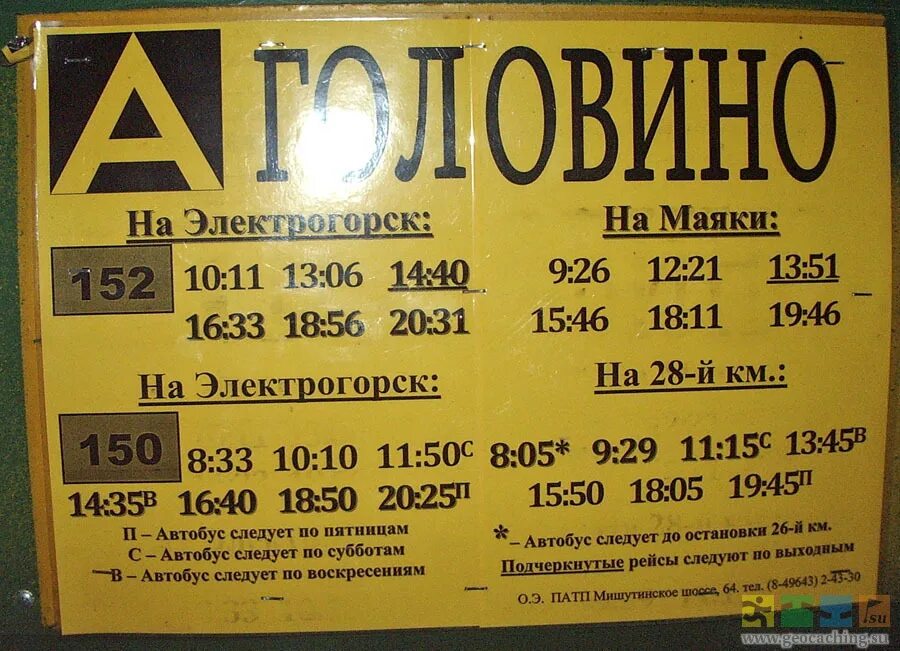 А ГОЛОВИНО
На Электрогорск:
152 10:11 13:06 14:40
16:33 18:56 20:31
На Маяки:
9:26 12:21 13:51
15:46 18:11 19:46
На Электрогорск:
150 8:33 10:10 11:50С
14:35В 16:40 18:50 20:25П
На 28-й км.:
8:05* 9:29 11:15С 13:45В
15:50 18:05 19:45П
П – Автобус следует по пятницам
С – Автобус следует по субботам
В – Автобус следует по воскресениям
* – Автобус следует до остановки 26-й км.
Подчеркнутые рейсы следуют по выходным
О.Э. ПАТП Мишутинское шоссе, 64. тел. (8-49643) 2-43-30
.su
www.geocaching.su